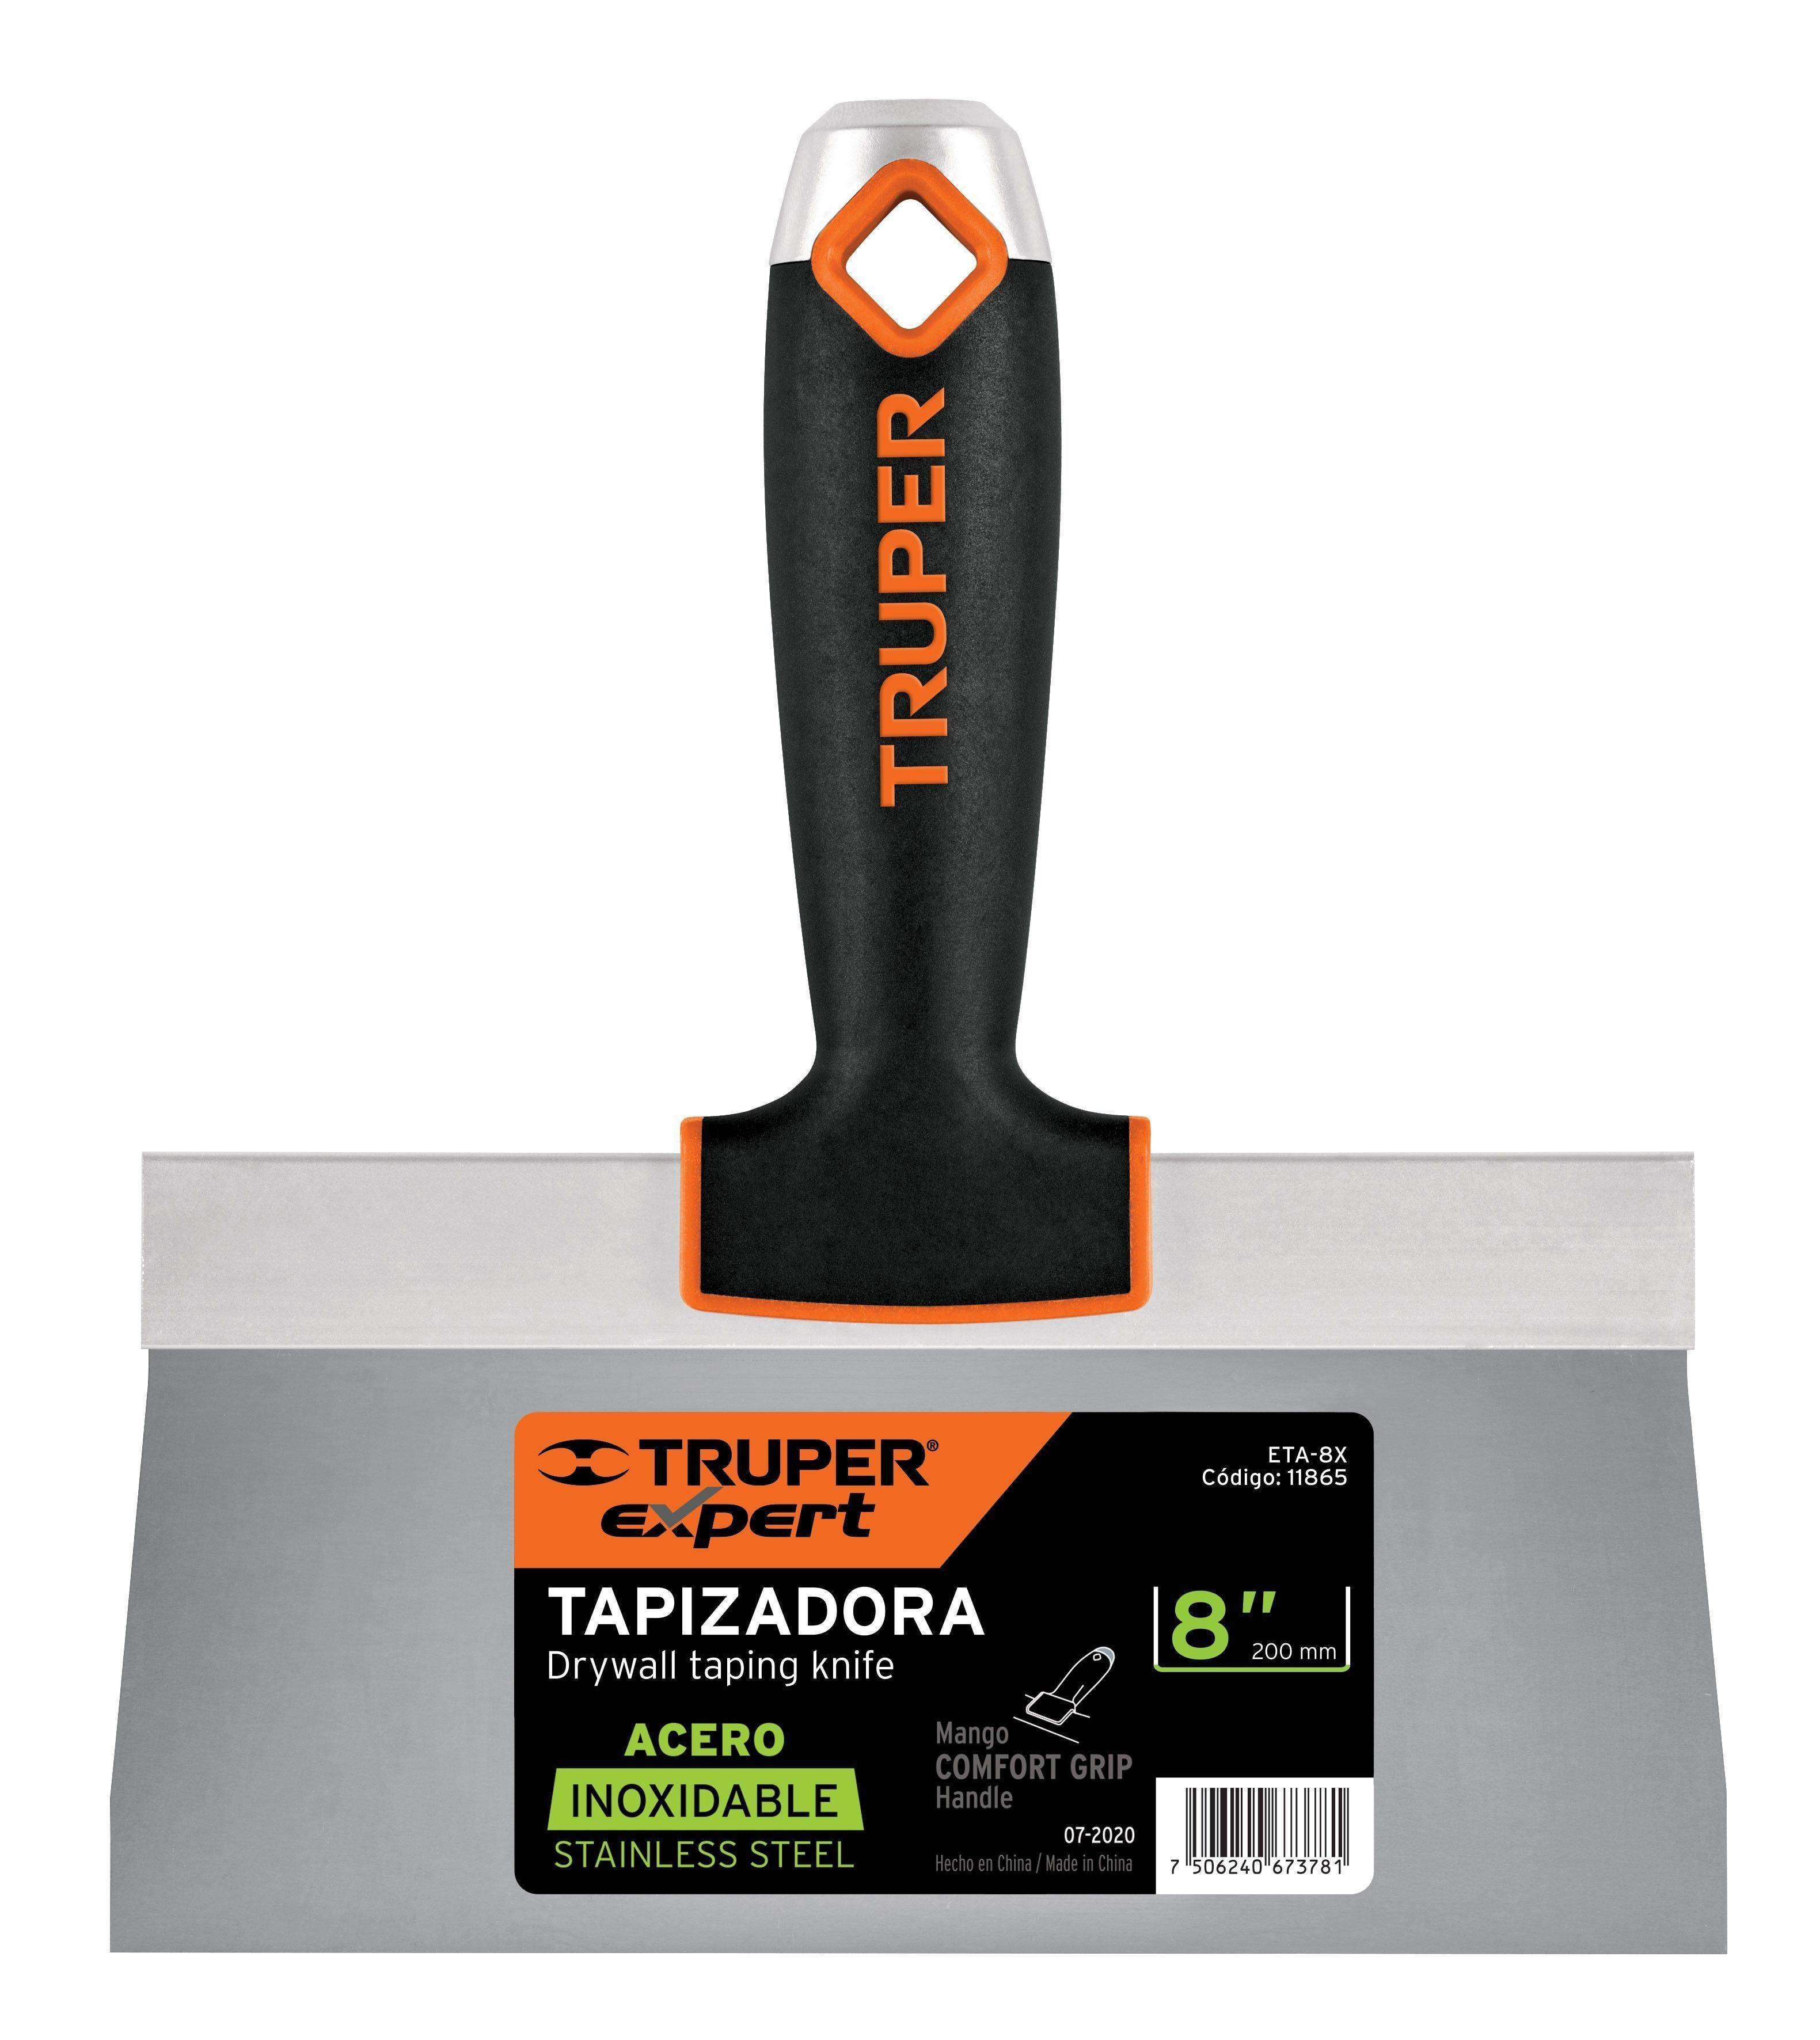 TRUPER
TRUPER®
expert
ETA-8X
Código: 11865
TAPIZADORA
Drywall taping knife
8"
200 mm
ACERO
INOXIDABLE
STAINLESS STEEL
Mango
COMFORT GRIP
Handle
07-2020
Hecho en China / Made in China
7 506240 673781